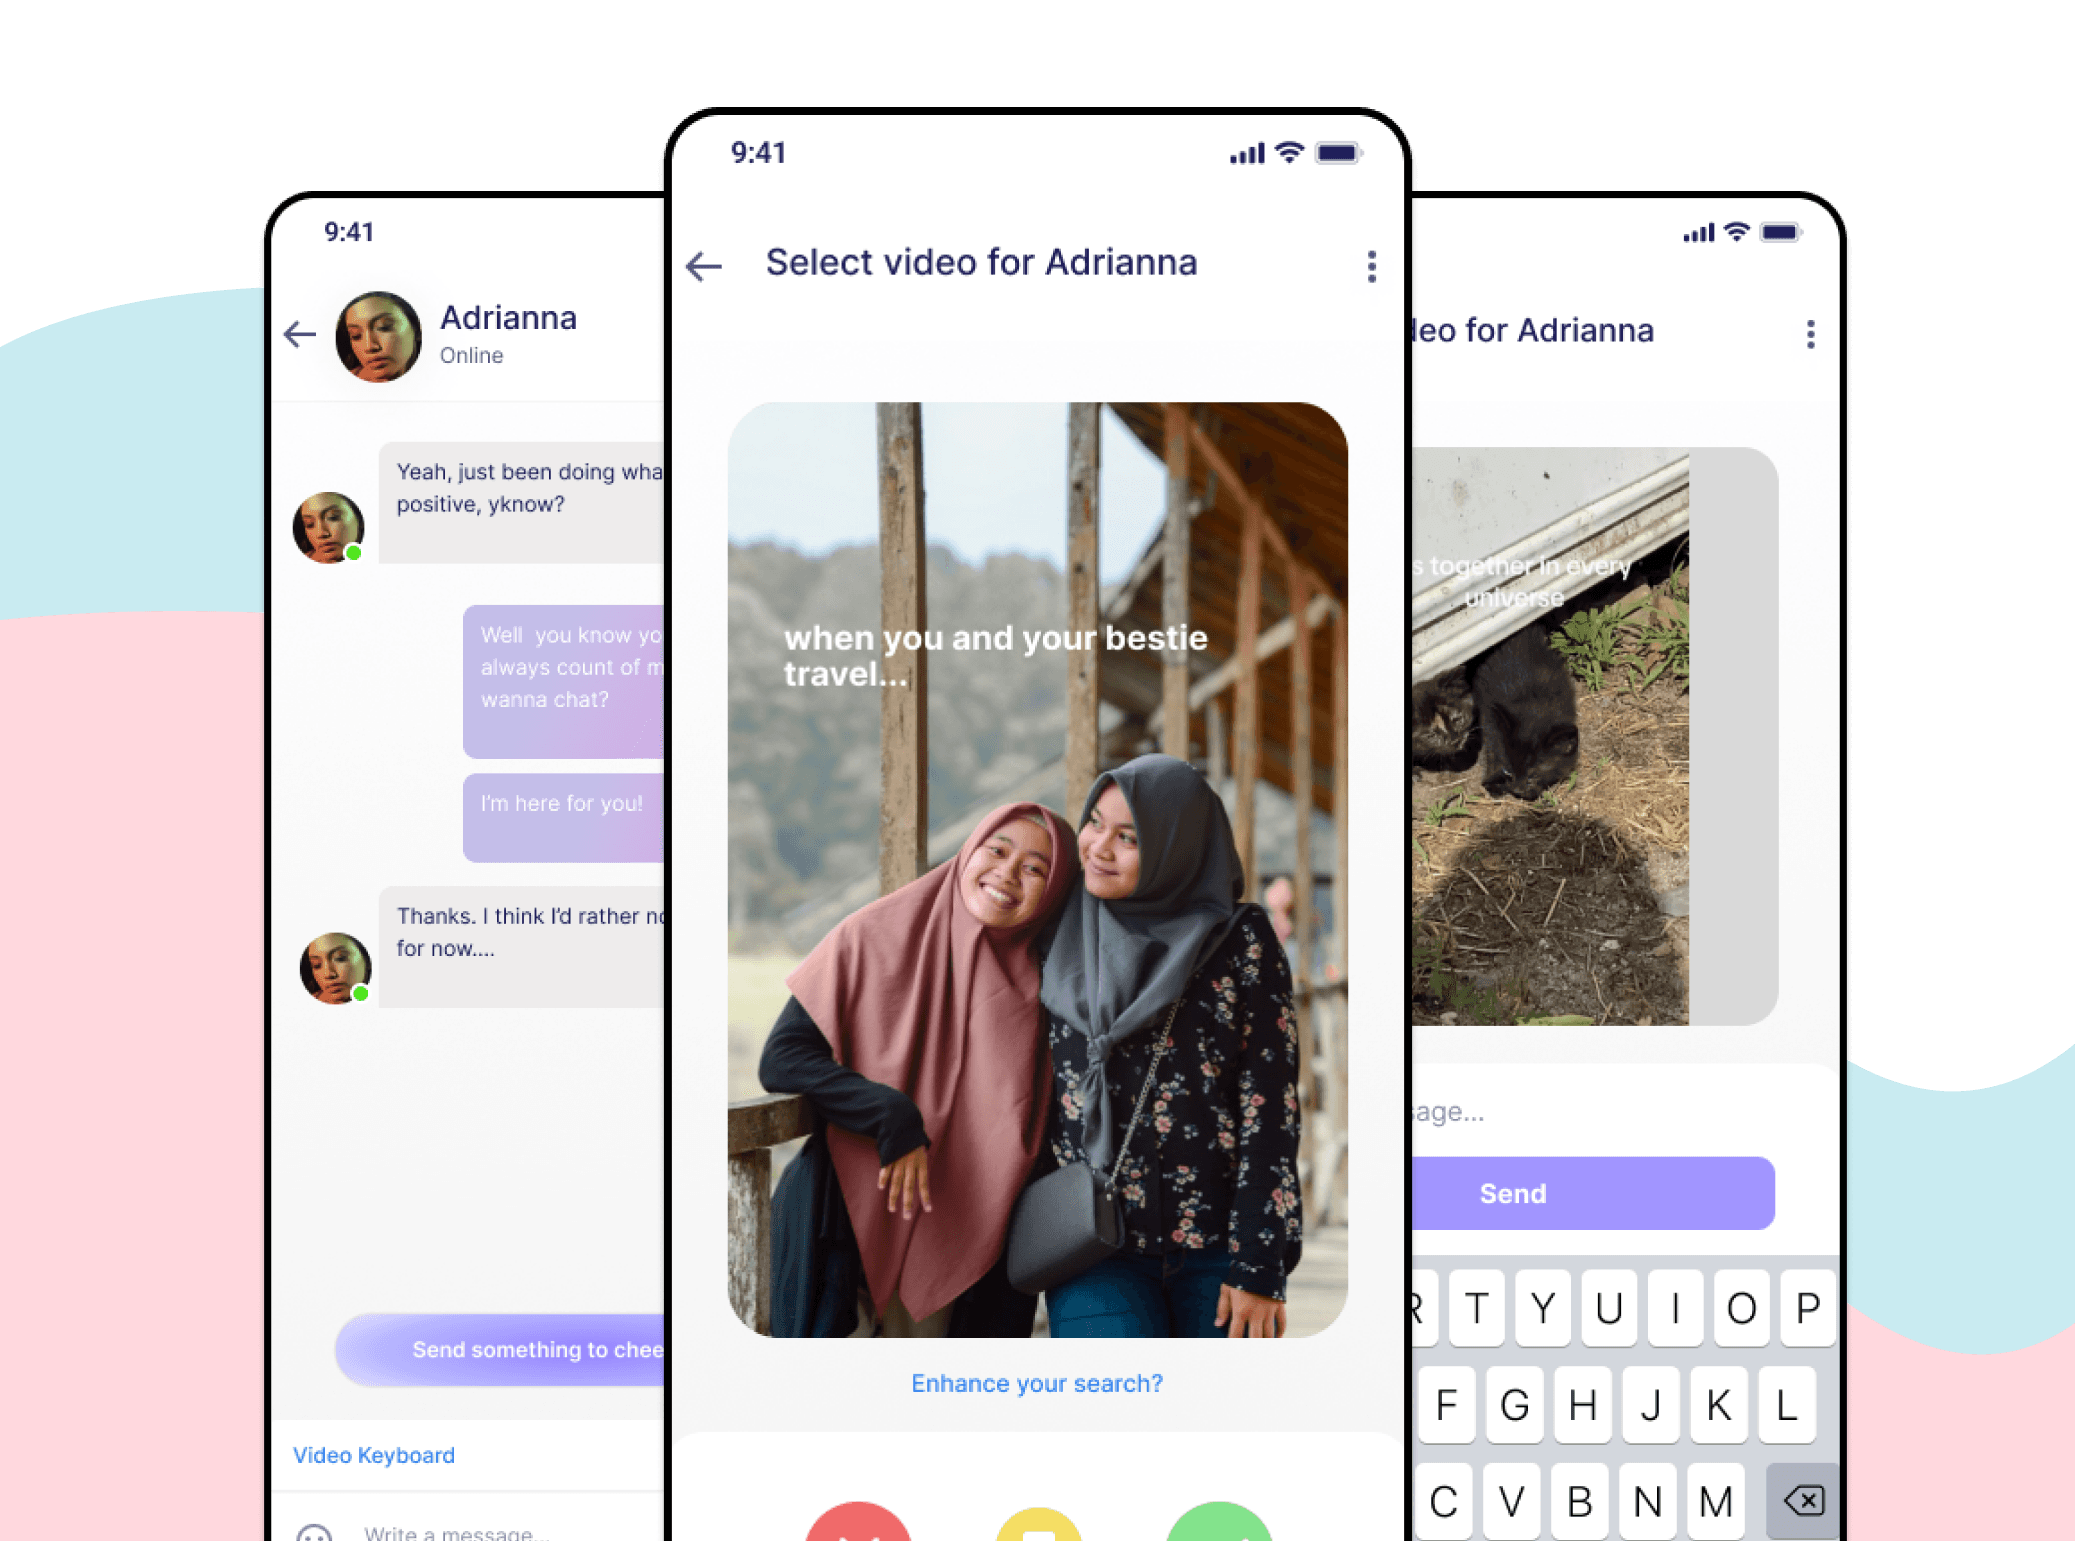 9:41
Adrianna
Online
Yeah, just been doing wha
positive, yknow?
Well  you know yo
always count of m
wanna chat?
I'm here for you!
Thanks. I think I'd rather no
for now....
Send something to chee
Video Keyboard
Write a message...
9:41
Select video for Adrianna
when you and your bestie
travel...
Enhance your search?
deo for Adrianna
s together in every
universe
sage...
Send
R T Y U I O P
F G H J K L
C V B N M